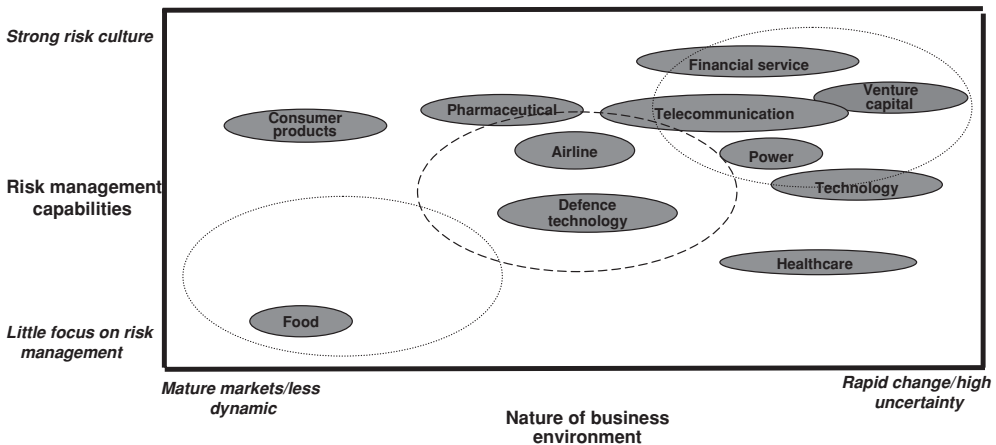 Strong risk culture
Financial service
Venture
capital
Pharmaceutical
Telecommunication
Consumer
products
Airline
Power
Risk management
capabilities
Technology
Defence
technology
Healthcare
Food
Little focus on risk
management
Mature markets/less
dynamic
Rapid change/high
uncertainty
Nature of business
environment